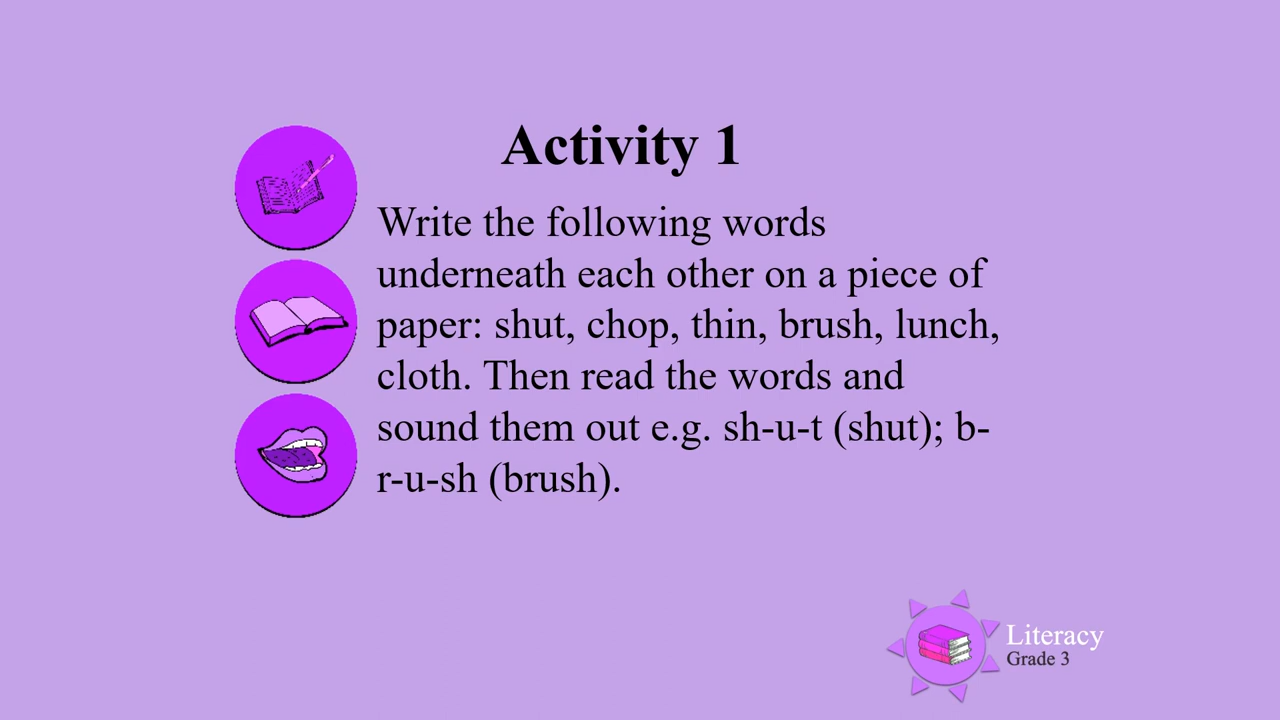 Activity 1
Write the following words
underneath each other on a piece of
paper: shut, chop, thin, brush, lunch,
cloth. Then read the words and
sound them out e.g. sh-u-t (shut); b-
r-u-sh (brush).
Literacy
Grade 3